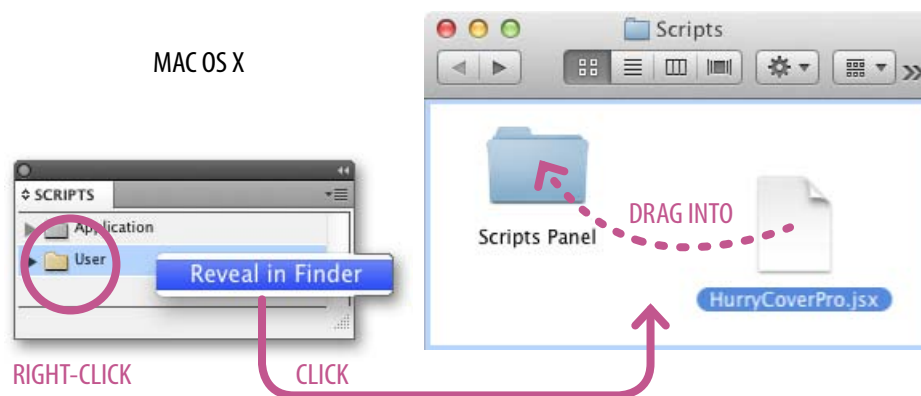 MAC OS X
Scripts
SCRIPTS
Application
User
Reveal in Finder
RIGHT-CLICK
CLICK
Scripts Panel
DRAG INTO
HurryCoverPro.jsx